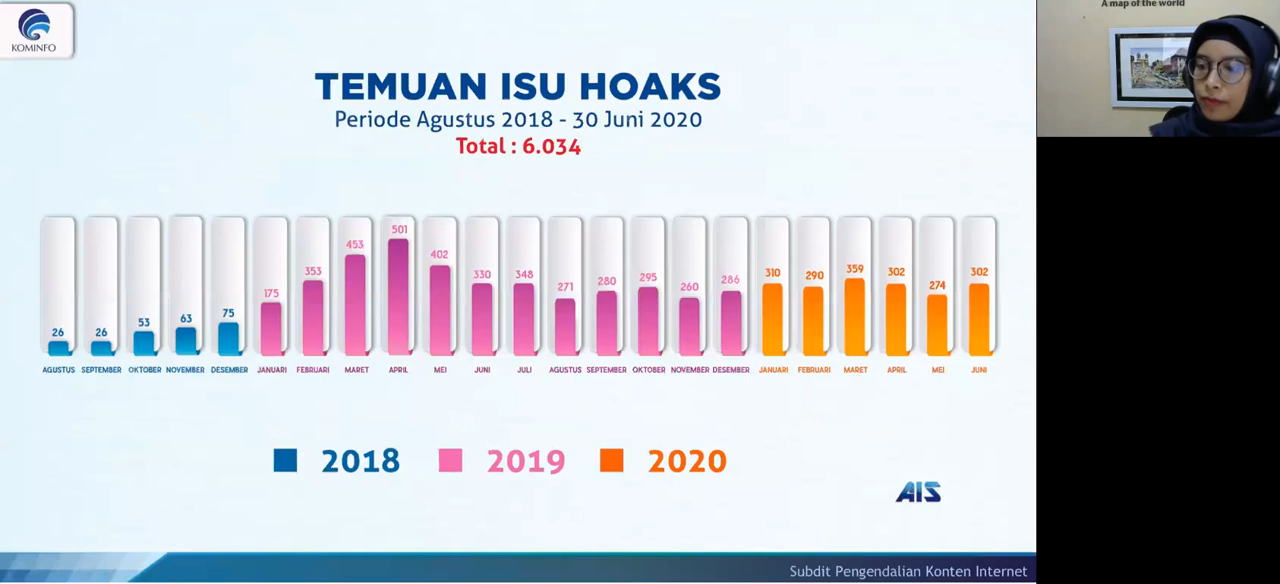 KOMINFO
TEMUAN ISU HOAKS
Periode Agustus 2018 - 30 Juni 2020
Total : 6.034
26 26 53 63 75 175 353 453 501 402 330 348 271 280 295 260 286 310 290 359 302 274 302
AGUSTUS SEPTEMBER OKTOBER NOVEMBER DESEMBER JANUARI FEBRUARI MARET APRIL MEI JUNI JULI AGUSTUS SEPTEMBER OKTOBER NOVEMBER DESEMBER JANUARI FEBRUARI MARET APRIL MEI JUNI
2018 2019 2020
AIS
Subdit Pengendalian Konten Internet
A map of the world